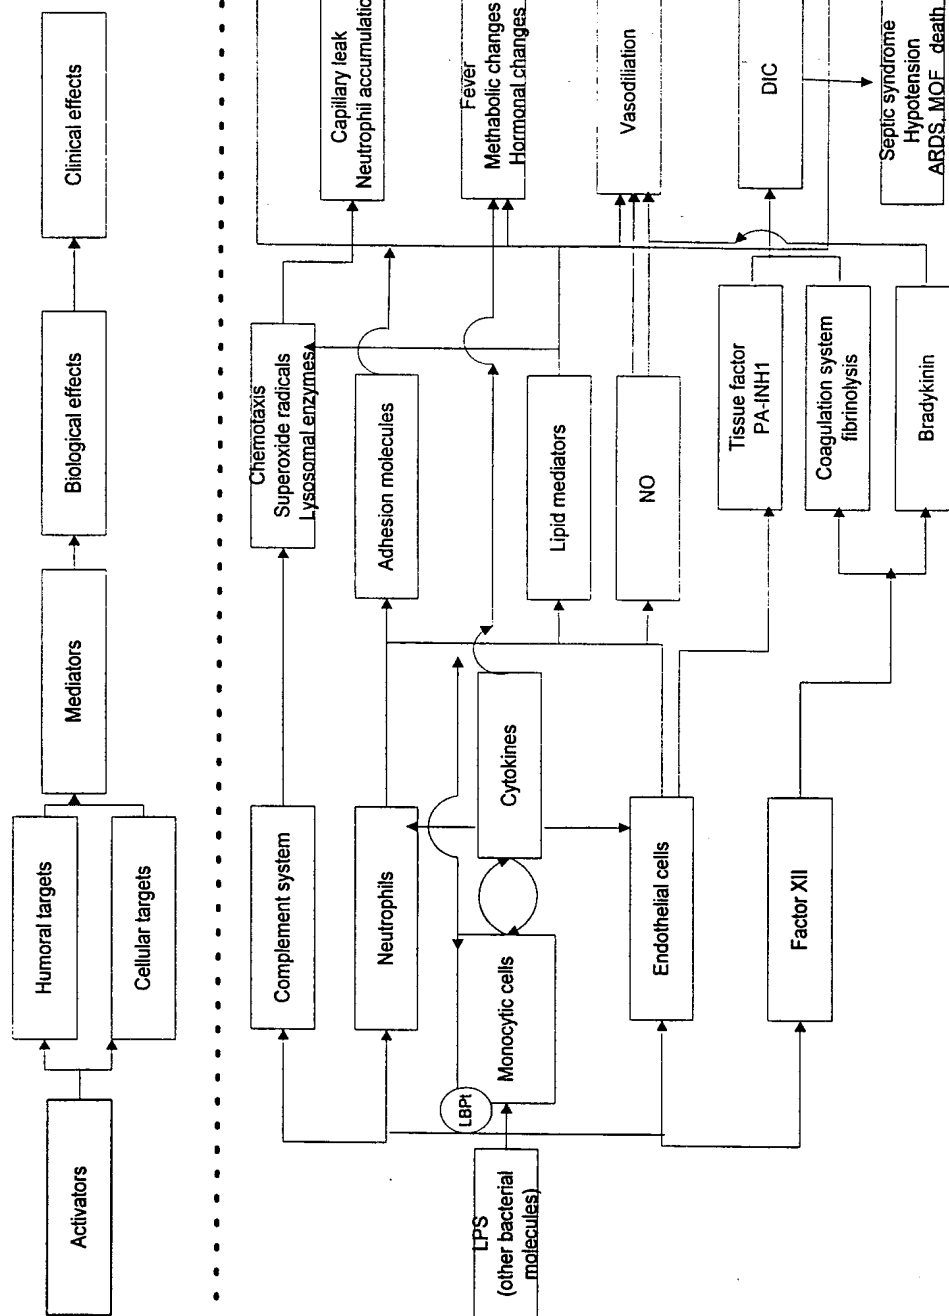 Activators
Humoral targets
Cellular targets
Mediators
Biological effects
Clinical effects
LPS
(other bacterial
molecules)
LBPt
Complement system
Neutrophils
Monocytic cells
Cytokines
Endothelial cells
Factor XII
Chemotaxis
Superoxide radicals
Lysosomal enzymes
Adhesion molecules
Lipid mediators
NO
Tissue factor
PA-INH1
Coagulation system
fibrinolysis
Bradykinin
Capillary leak
Neutrophil accumulation
Fever
Methabolic changes
Hormonal changes
Vasodiliation
DIC
Septic syndrome
Hypotension
ARDS, MOF death